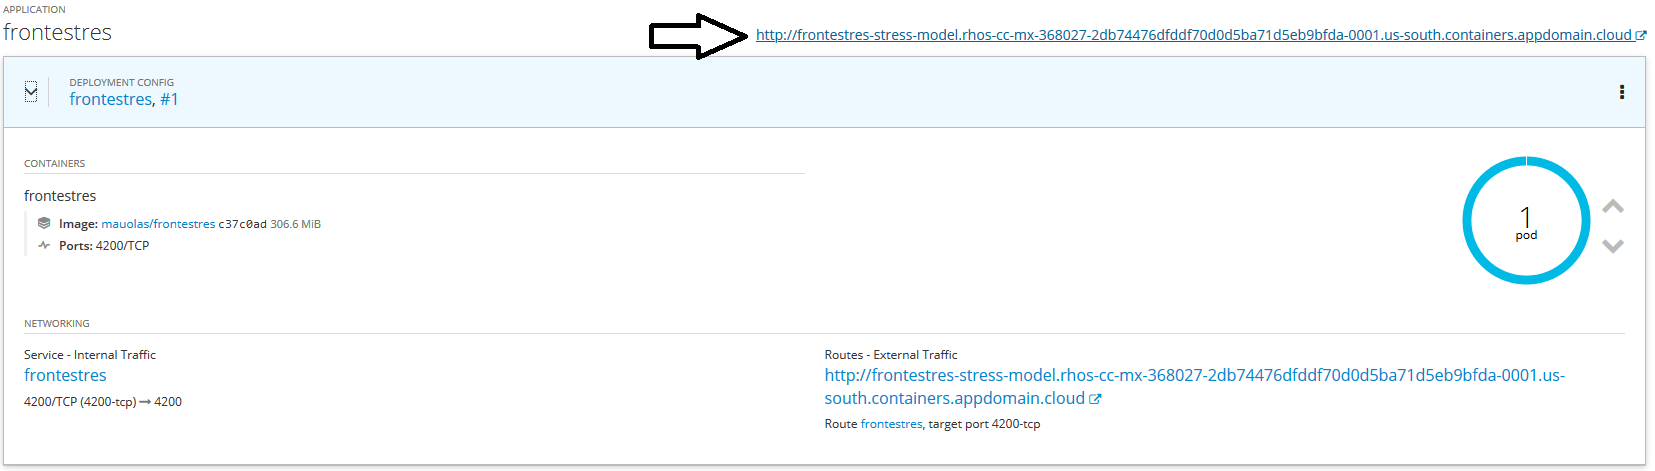 APPLICATION
frontestres
http://frontestres-stress-model.rhos-cc-mx-368027-2db74476dfddf70d0d5ba71d5eb9bfda-0001.us-south.containers.appdomain.cloud
DEPLOYMENT CONFIG
frontestres, #1
CONTAINERS
frontestres
Image: mauolas/frontestres c37c0ad 306.6 MiB
Ports: 4200/TCP
1
pod
NETWORKING
Service - Internal Traffic
frontestres
4200/TCP (4200-tcp) → 4200
Routes - External Traffic
http://frontestres-stress-model.rhos-cc-mx-368027-2db74476dfddf70d0d5ba71d5eb9bfda-0001.us-
south.containers.appdomain.cloud
Route frontestres, target port 4200-tcp